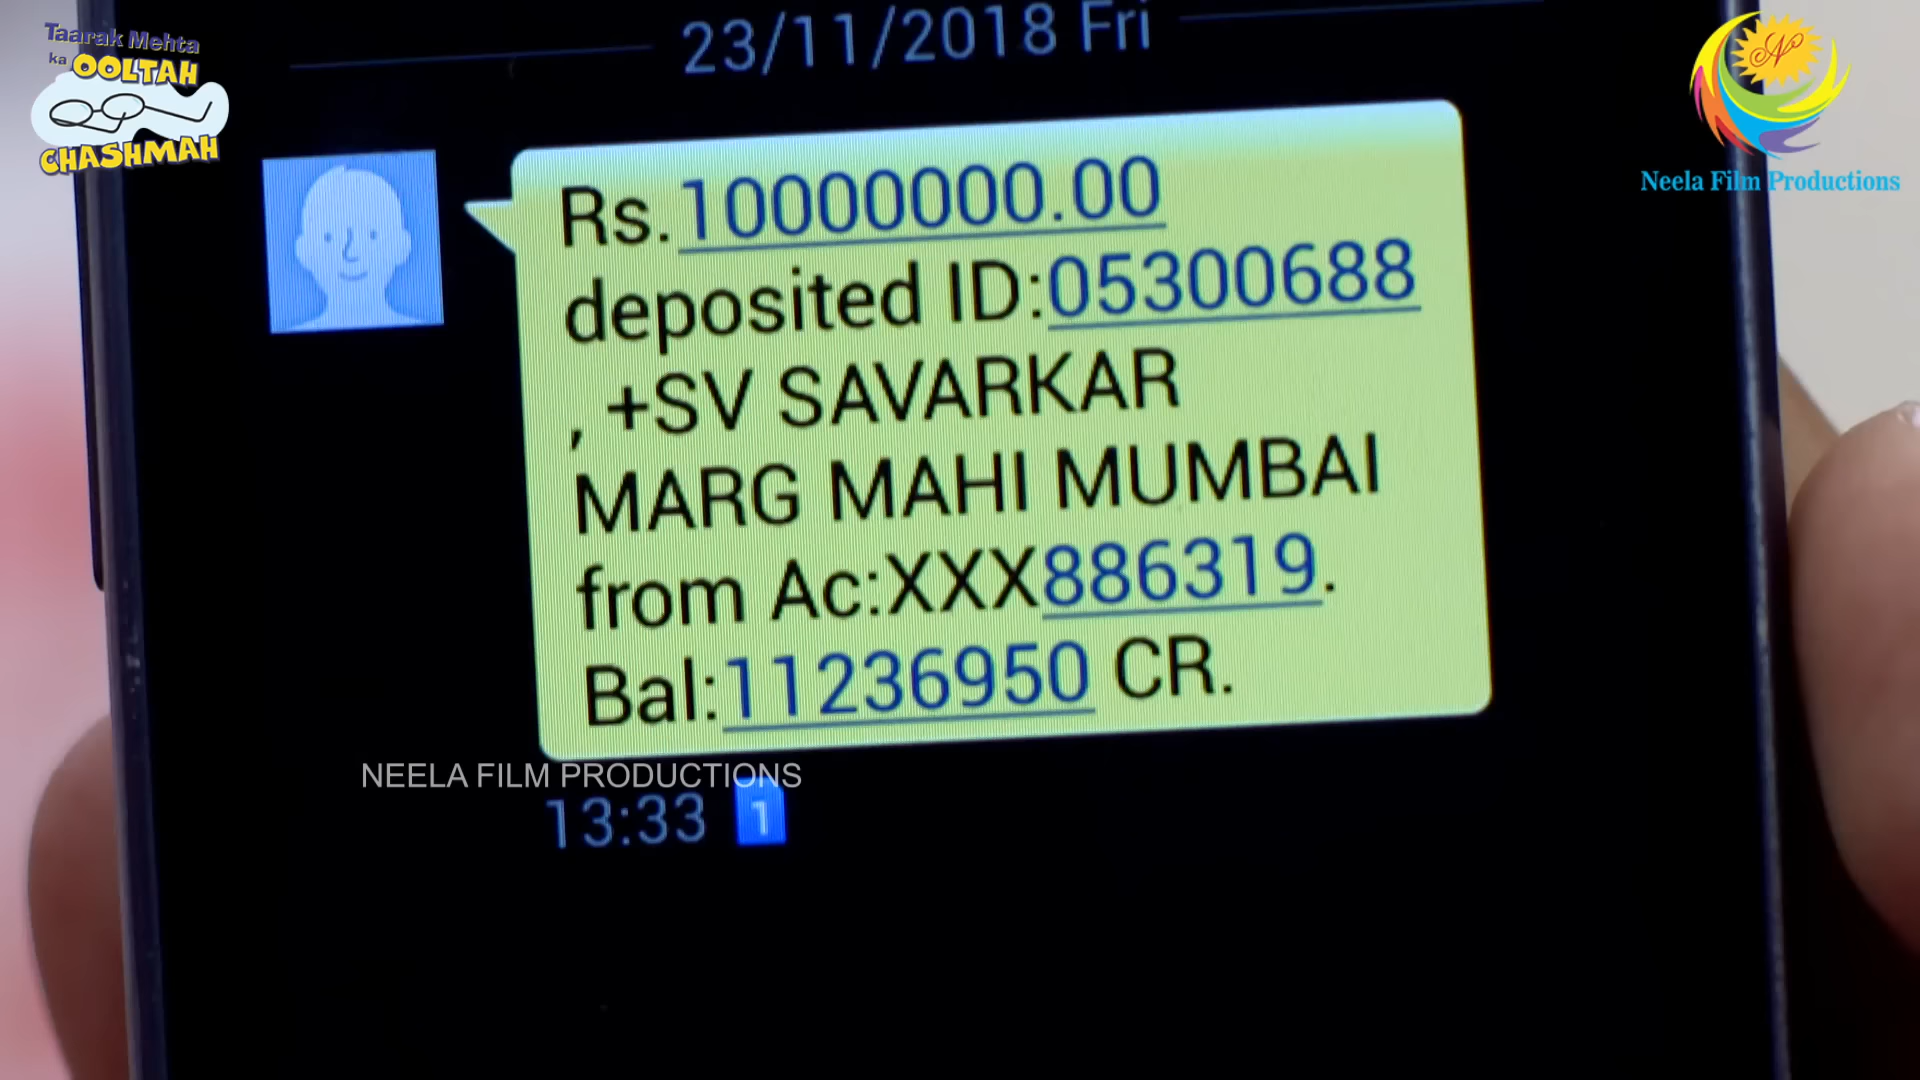 Taarak Mehta
ka OOLTAH
CHASHMAH
Neela Film Productions
23/11/2018 Fri
Rs.10000000.00
deposited ID:05300688
, +SV SAVARKAR
MARG MAHI MUMBAI
from Ac:XXX886319.
Bal:11236950 CR.
NEELA FILM PRODUCTIONS
13:33 1